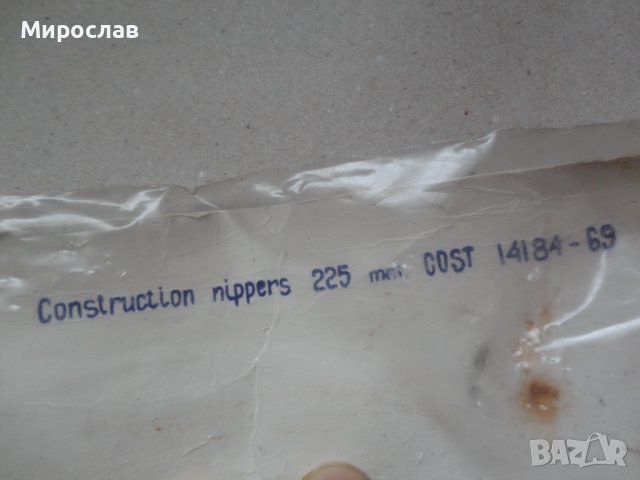 Мирослав
Construction nippers 225 mm. COST 14184-69
BAZAR